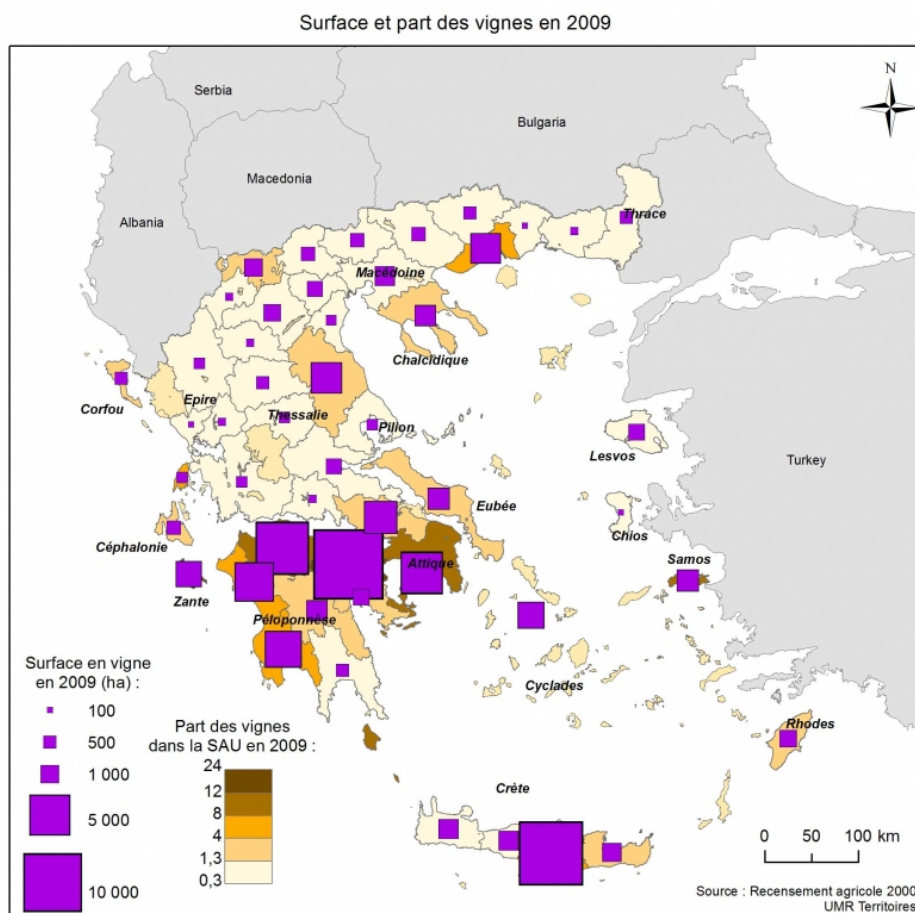 Surface et part des vignes en 2009
N
Serbia
Bulgaria
Macedonia
Albania
Thrace
Macédoine
Chalcidique
Corfou
Epire
Thessalie
Pilion
Lesvos
Turkey
Eubée
Chios
Céphalonie
Attique
Samos
Zante
Péloponnèse
Cyclades
Rhodes
Crète
Surface en vigne
en 2009 (ha) :
100
500
1 000
5 000
10 000
Part des vignes
dans la SAU en 2009 :
24
12
8
4
1,3
0,3
0 50 100 km
Source : Recensement agricole 2000
UMR Territoires